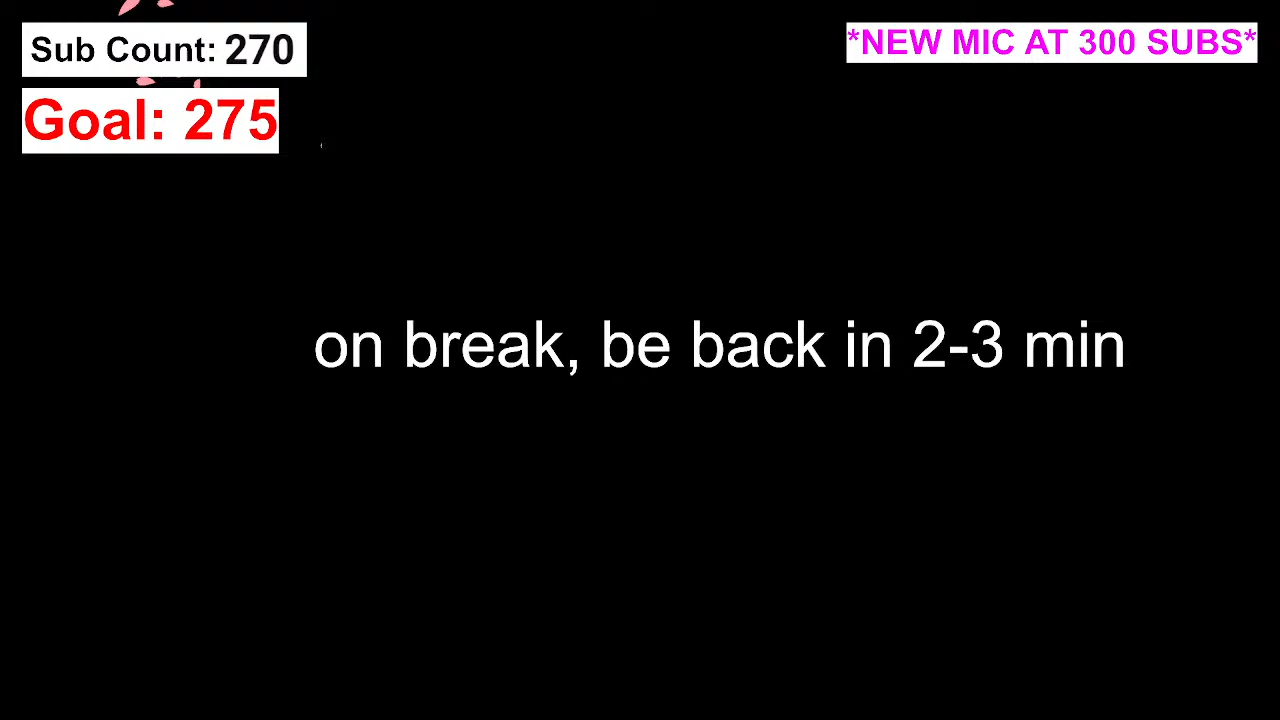 Sub Count: 270
*NEW MIC AT 300 SUBS*
Goal: 275
on break, be back in 2-3 min